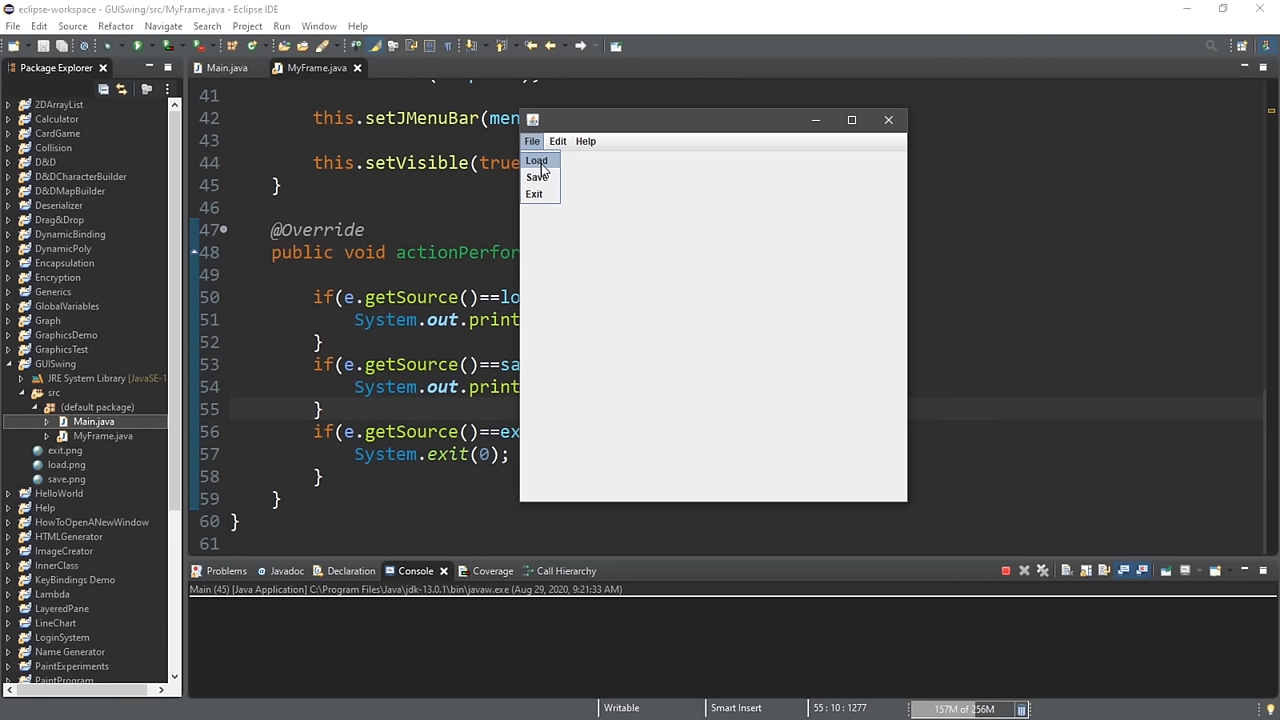 eclipse-workspace - GUISwing/src/MyFrame.java - Eclipse IDE
File Edit Source Refactor Navigate Search Project Run Window Help
Package Explorer
Main.java
MyFrame.java
2DArrayList
Calculator
CardGame
Collision
D&D
D&DCharacterBuilder
D&DMapBuilder
Deserializer
Drag&Drop
DynamicBinding
DynamicPoly
Encapsulation
Encryption
Generics
GlobalVariables
Graph
GraphicsDemo
GraphicsTest
GUISwing
JRE System Library [JavaSE-1
src
(default package)
Main.java
MyFrame.java
exit.png
load.png
save.png
HelloWorld
Help
HowToOpenANewWindow
HTMLGenerator
ImageCreator
InnerClass
KeyBindings Demo
Lambda
LayeredPane
LineChart
LoginSystem
Name Generator
PaintExperiments
PaintProgram
41
42 this.setJMenuBar(men
43
44 this.setVisible(true
45 }
46
47 @Override
48 public void actionPerfor
49
50 if(e.getSource()==lo
51 System.out.print
52 }
53 if(e.getSource()==sa
54 System.out.print
55 }
56 if(e.getSource()==ex
57 System.exit(0);
58 }
59 }
60 }
61
File Edit Help
Load
Save
Exit
Problems Javadoc Declaration Console Coverage Call Hierarchy
Main (45) [Java Application] C:\Program Files\Java\jdk-13.0.1\bin\javaw.exe (Aug 29, 2020, 9:21:33 AM)
Writable Smart Insert 55 : 10 : 1277 157M of 256M